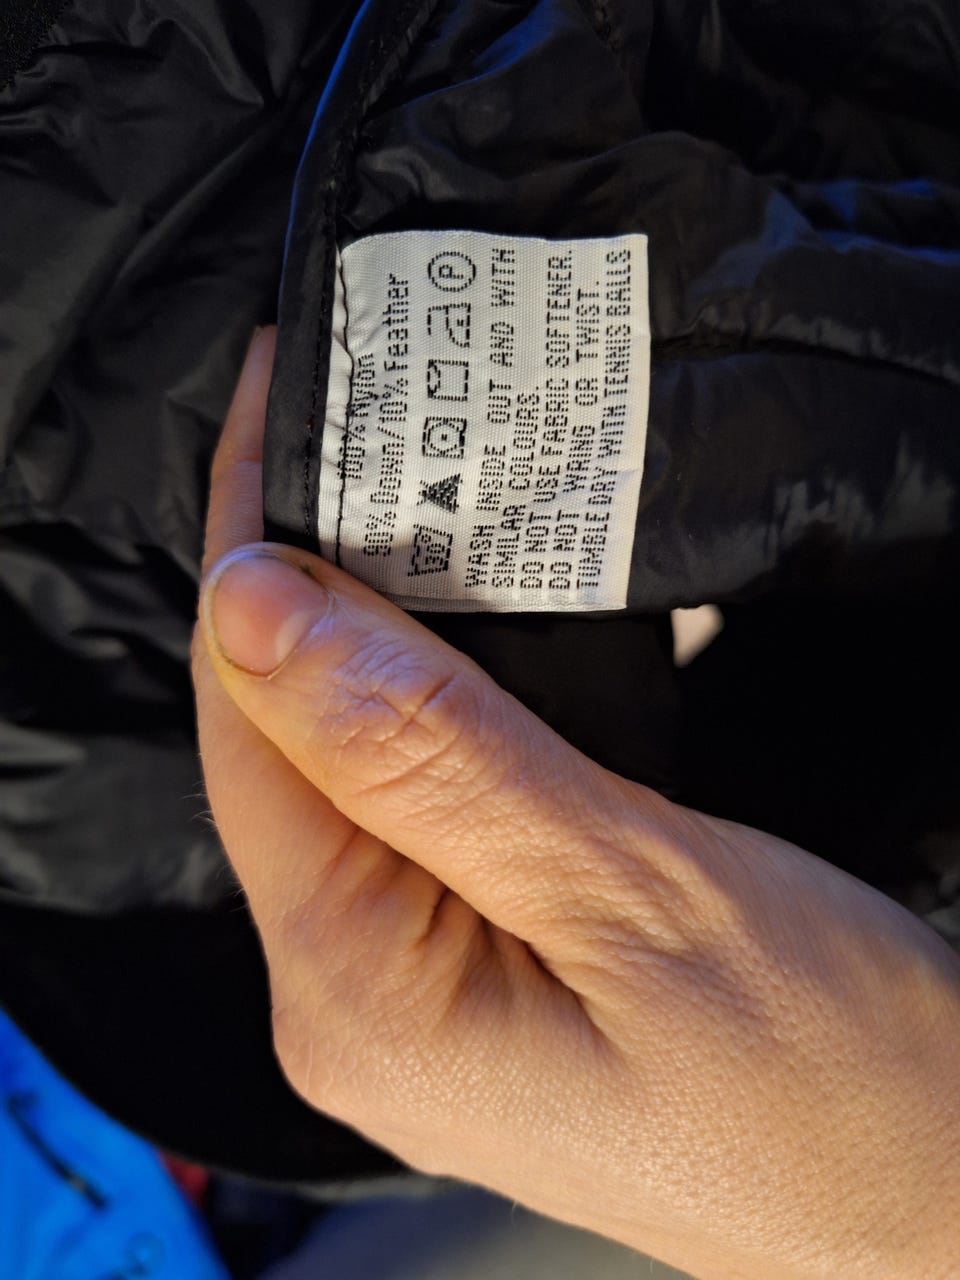 100% Nylon
90% Down/10% Feather
30 P
WASH INSIDE OUT AND WITH
SIMILAR COLOURS.
DO NOT USE FABRIC SOFTENER.
DO NOT WRING OR TWIST.
TUMBLE DRY WITH TENNIS BALLS